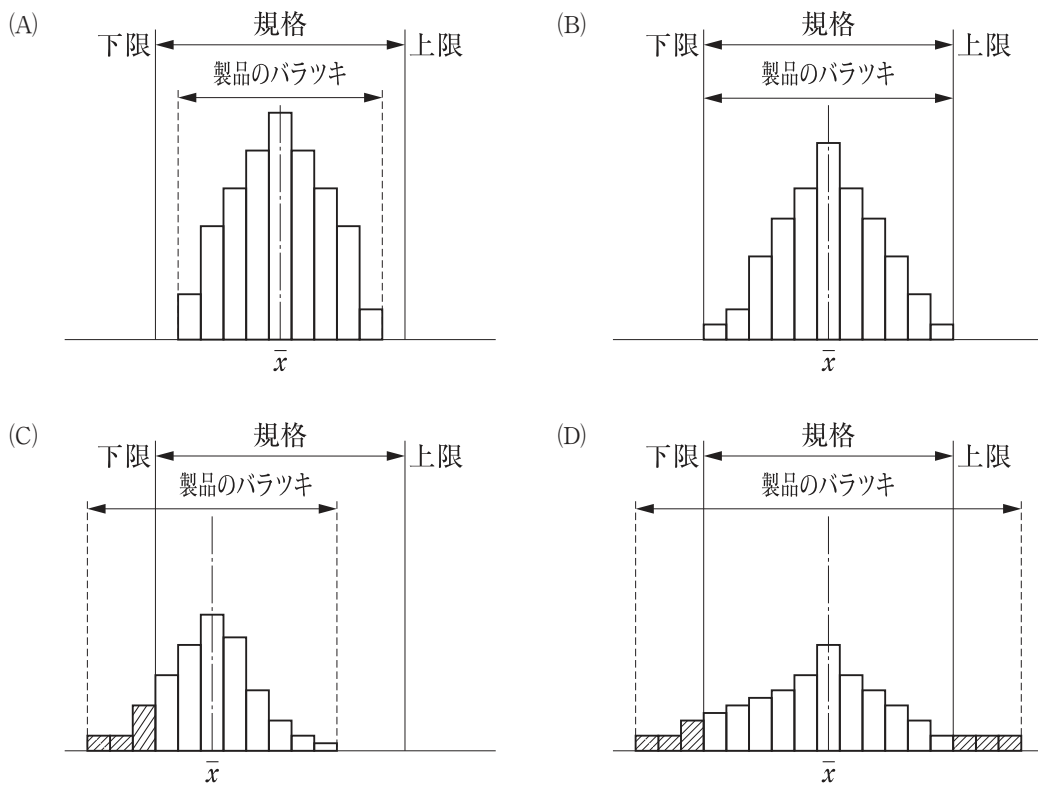 (A)
規格
下限
上限
製品のバラツキ
x̄
(B)
規格
下限
上限
製品のバラツキ
x̄
(C)
規格
下限
上限
製品のバラツキ
x̄
(D)
規格
下限
上限
製品のバラツキ
x̄